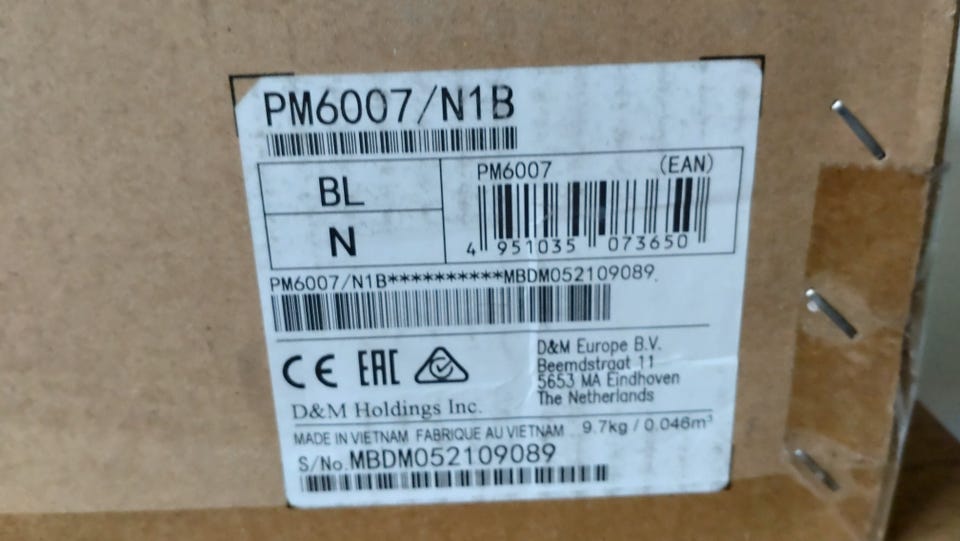 PM6007/N1B
BL
N
PM6007 (EAN)
4 951035 073650
PM6007/N1B**********MBDM052109089.
CE EAC
D&M Europe B.V.
Beemdstraat 11
5653 MA Eindhoven
The Netherlands
D&M Holdings Inc.
MADE IN VIETNAM FABRIQUE AU VIETNAM 9.7kg / 0.046m³
S/No.MBDM052109089